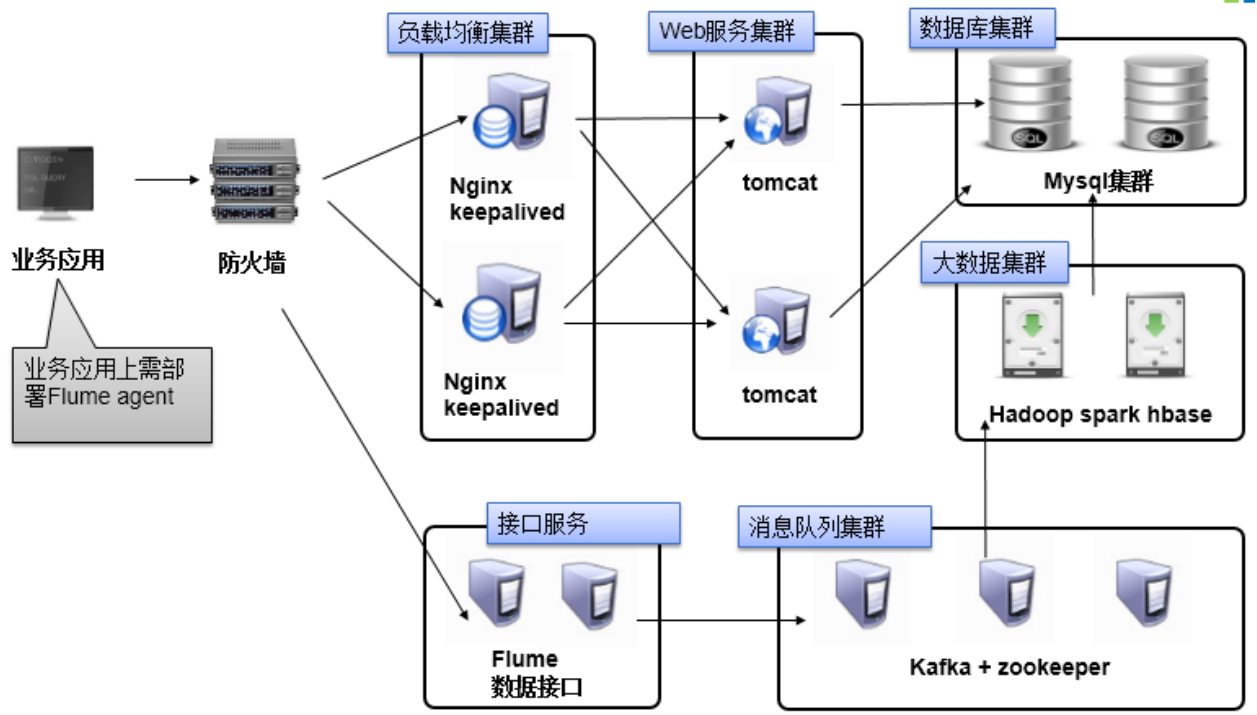 负载均衡集群
Web服务集群
数据库集群
Nginx
keepalived
tomcat
SQL
SQL
Mysql集群
业务应用
防火墙
大数据集群
业务应用上需部
署Flume agent
Nginx
keepalived
tomcat
Hadoop spark hbase
接口服务
消息队列集群
Flume
数据接口
Kafka + zookeeper